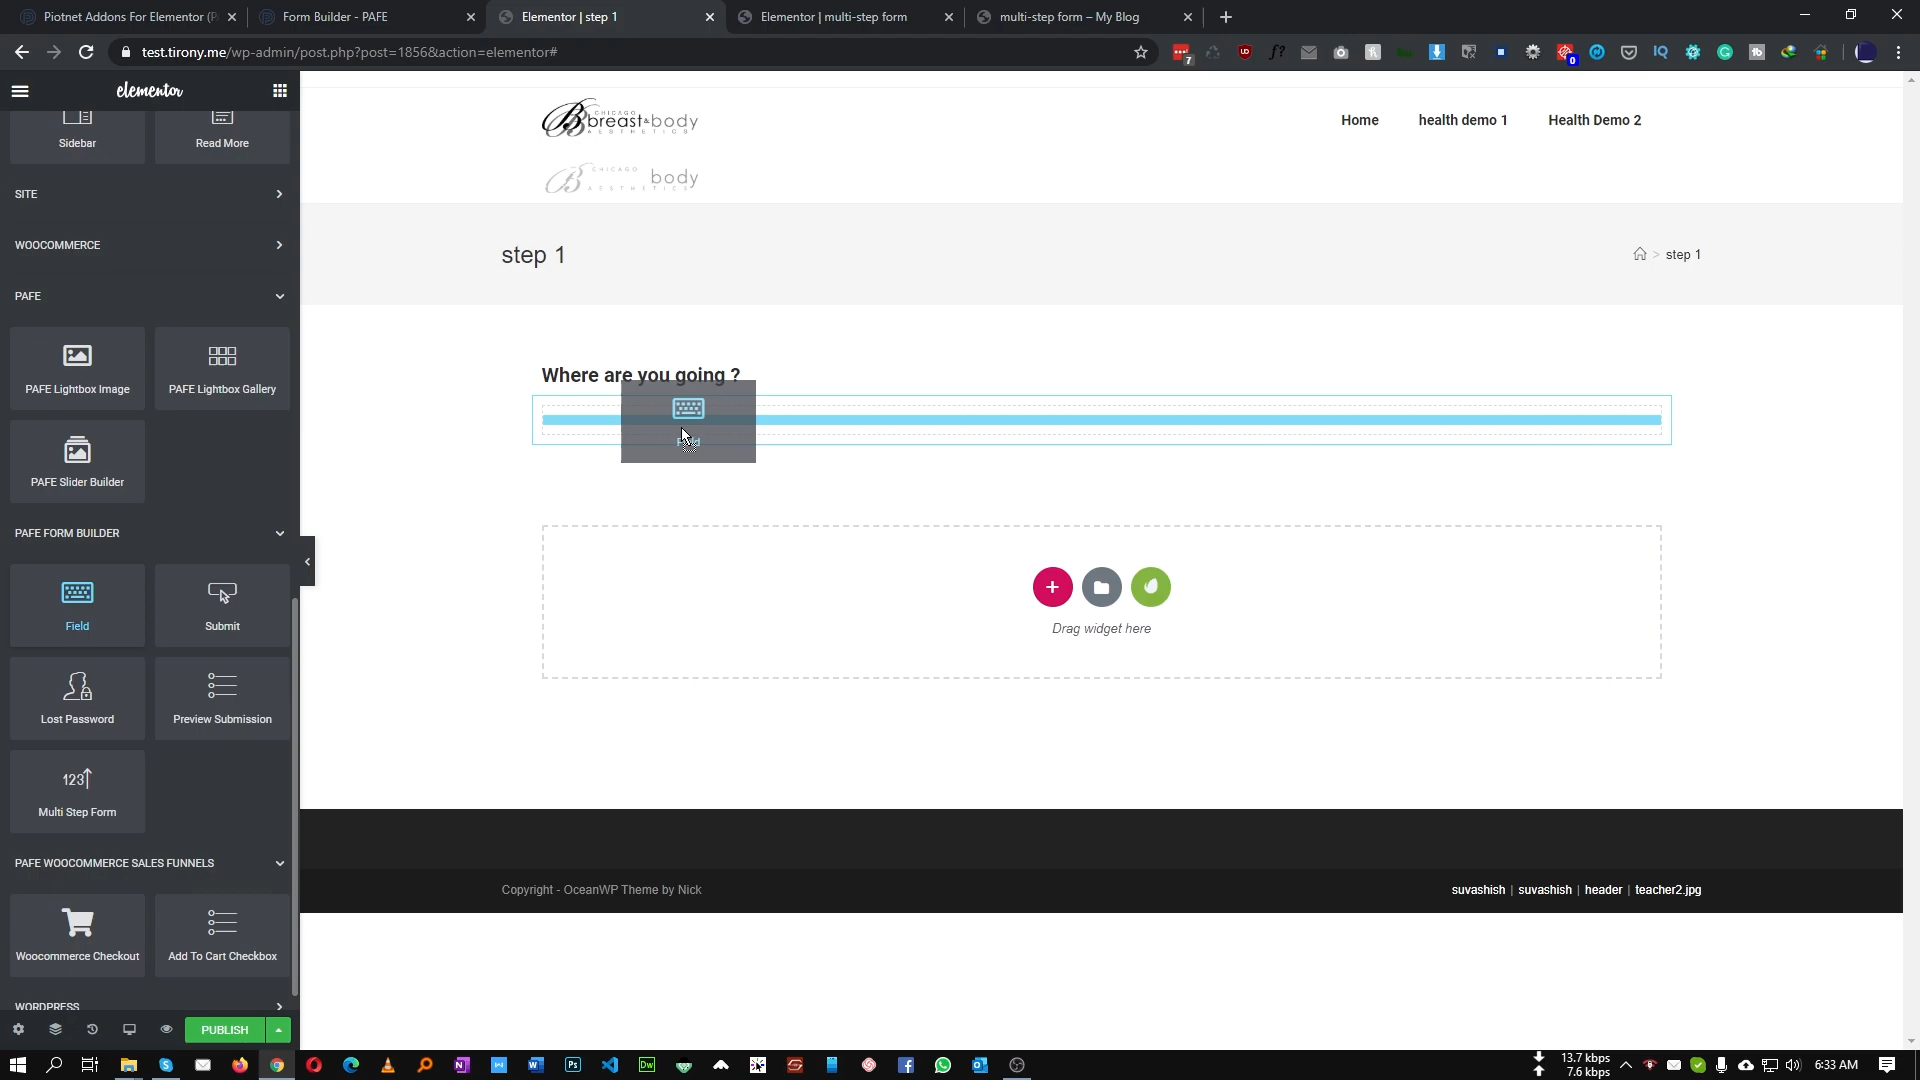 Piotnet Addons For Elementor (P
Form Builder - PAFE
Elementor | step 1
Elementor | multi-step form
multi-step form – My Blog
test.tirony.me/wp-admin/post.php?post=1856&action=elementor#
elementor
Sidebar
Read More
SITE
WOOCOMMERCE
PAFE
PAFE Lightbox Image
PAFE Lightbox Gallery
PAFE Slider Builder
PAFE FORM BUILDER
Field
Submit
Lost Password
Preview Submission
123
Multi Step Form
PAFE WOOCOMMERCE SALES FUNNELS
Woocommerce Checkout
Add To Cart Checkbox
WORDPRESS
PUBLISH
CHICAGO
breast&body
AESTHETICS
Home
health demo 1
Health Demo 2
CHICAGO
body
AESTHETICS
step 1
> step 1
Where are you going ?
Drag widget here
Copyright - OceanWP Theme by Nick
suvashish | suvashish | header | teacher2.jpg
13.7 kbps
7.6 kbps
6:33 AM